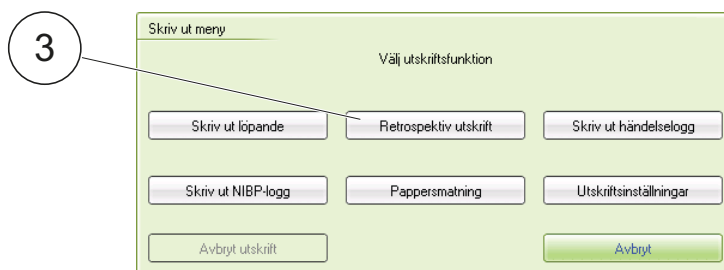 3
Skriv ut meny
Välj utskriftsfunktion
Skriv ut löpande
Retrospektiv utskrift
Skriv ut händelselogg
Skriv ut NIBP-logg
Pappersmatning
Utskriftsinställningar
Avbryt utskrift
Avbryt